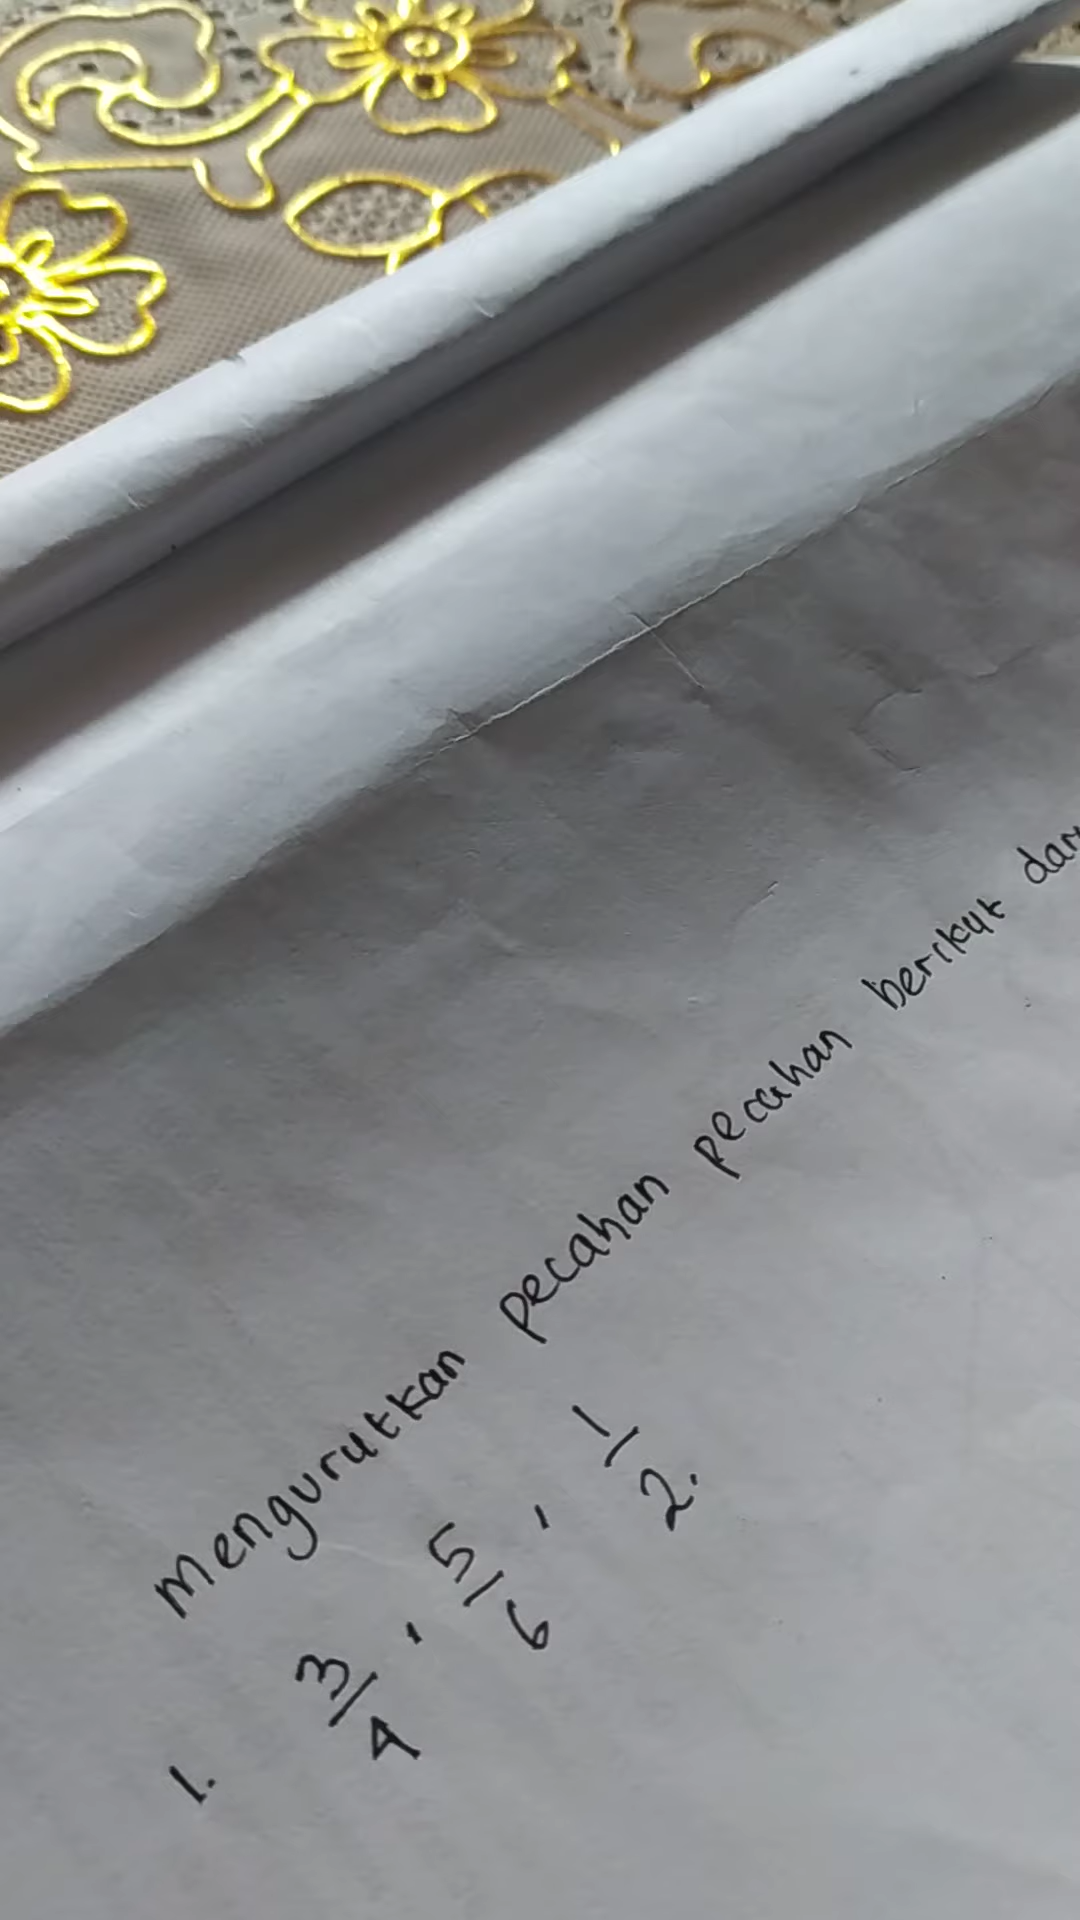 Mengurutkan pecahan pecahan berikut
1. 3/4, 5/6, 1/2.